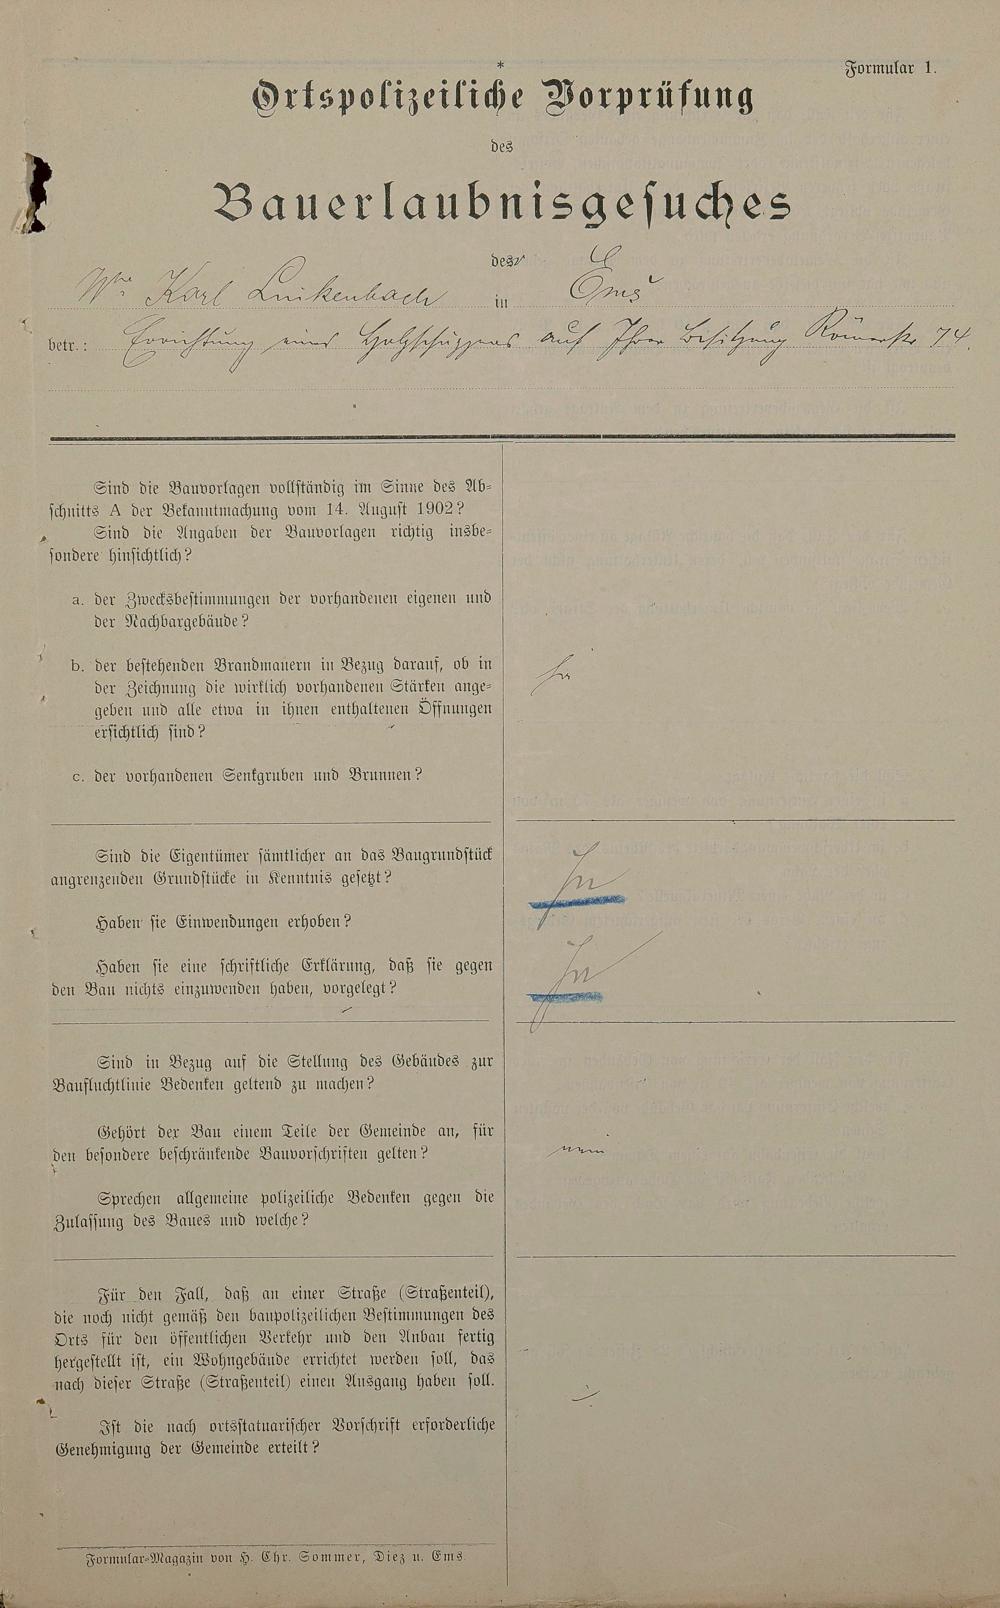 Formular 1.
*
Ortspolizeiliche Vorprüfung
des
Bauerlaubnisgesuches
der
Wwe Karl Linkenbach in Ems
betr.: Errichtung eines Holzschuppens auf Ihrer Besitzung Römerstr 74.
Sind die Bauvorlagen vollständig im Sinne des Ab-
schnitts A der Bekanntmachung vom 14. August 1902?
Sind die Angaben der Bauvorlagen richtig insbe-
sondere hinsichtlich?
a. der Zwecksbestimmungen der vorhandenen eigenen und
der Nachbargebäude?
b. der bestehenden Brandmauern in Bezug darauf, ob in
der Zeichnung die wirklich vorhandenen Stärken ange-
geben und alle etwa in ihnen enthaltenen Öffnungen
ersichtlich sind?
c. der vorhandenen Senkgruben und Brunnen?
ja
Sind die Eigentümer sämtlicher an das Baugrundstück
angrenzenden Grundstücke in Kenntnis gesetzt?
Ja
Haben sie Einwendungen erhoben?
Haben sie eine schriftliche Erklärung, daß sie gegen
den Bau nichts einzuwenden haben, vorgelegt?
Ja
Sind in Bezug auf die Stellung des Gebäudes zur
Baufluchtlinie Bedenken geltend zu machen?
Gehört der Bau einem Teile der Gemeinde an, für
den besondere beschränkende Bauvorschriften gelten?
nein
Sprechen allgemeine polizeiliche Bedenken gegen die
Zulassung des Baues und welche?
Für den Fall, daß an einer Straße (Straßenteil),
die noch nicht gemäß den baupolizeilichen Bestimmungen des
Orts für den öffentlichen Verkehr und den Anbau fertig
hergestellt ist, ein Wohngebäude errichtet werden soll, das
nach dieser Straße (Straßenteil) einen Ausgang haben soll.
Ist die nach ortsstatuarischer Vorschrift erforderliche
Genehmigung der Gemeinde erteilt?
Formular-Magazin von H. Chr. Sommer, Diez u. Ems.